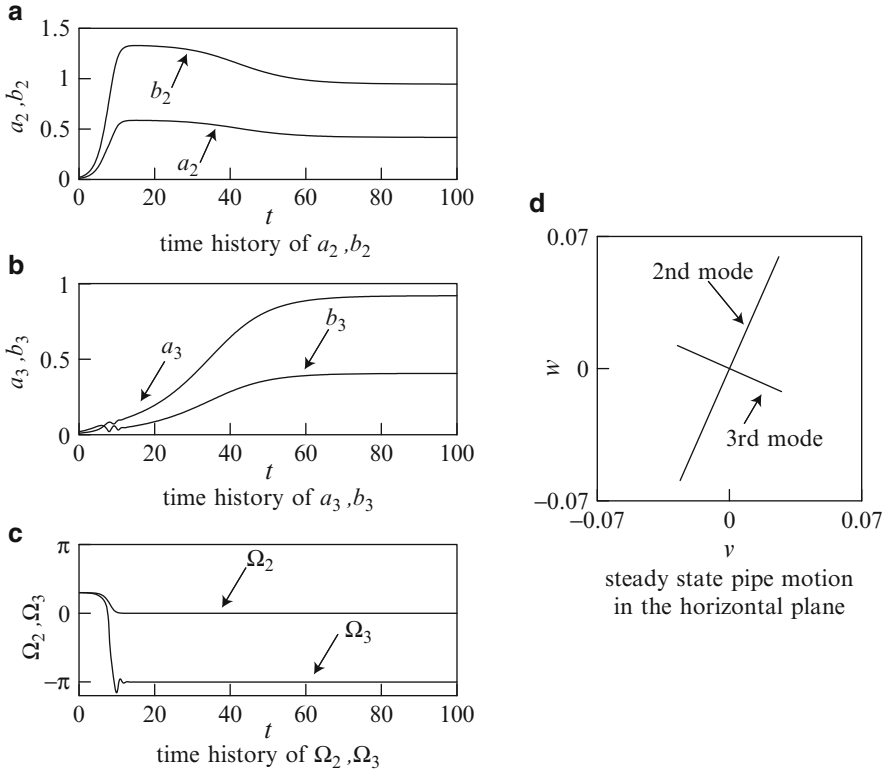 a
1.5
1
0.5
0
a₂ ,b₂
b₂
a₂
0 20 40 60 80 100
t
time history of a₂ ,b₂
b
1
0.5
0
a₃ ,b₃
a₃
b₃
0 20 40 60 80 100
t
time history of a₃ ,b₃
c
π
0
−π
Ω₂ ,Ω₃
Ω₂
Ω₃
0 20 40 60 80 100
t
time history of Ω₂ ,Ω₃
d
0.07
0
−0.07
w
2nd mode
3rd mode
−0.07 0 0.07
v
steady state pipe motion
in the horizontal plane